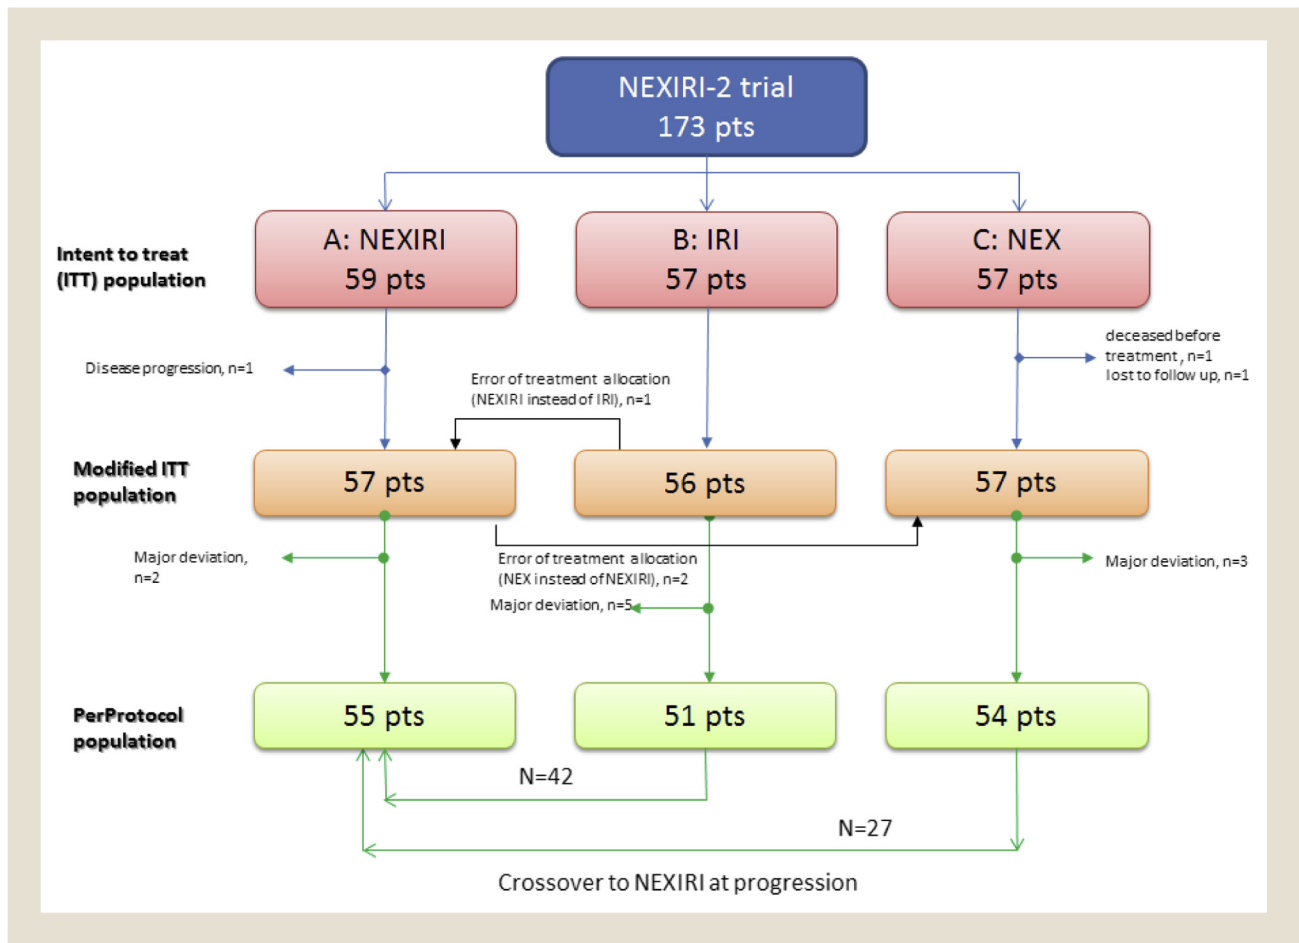 NEXIRI-2 trial
173 pts
Intent to treat
(ITT) population
A: NEXIRI
59 pts
B: IRI
57 pts
C: NEX
57 pts
Disease progression, n=1
Error of treatment allocation
(NEXIRI instead of IRI), n=1
deceased before
treatment , n=1
lost to follow up, n=1
Modified ITT
population
57 pts
56 pts
57 pts
Major deviation,
n=2
Error of treatment allocation
(NEX instead of NEXIRI), n=2
Major deviation, n=5
Major deviation, n=3
PerProtocol
population
55 pts
51 pts
54 pts
N=42
N=27
Crossover to NEXIRI at progression